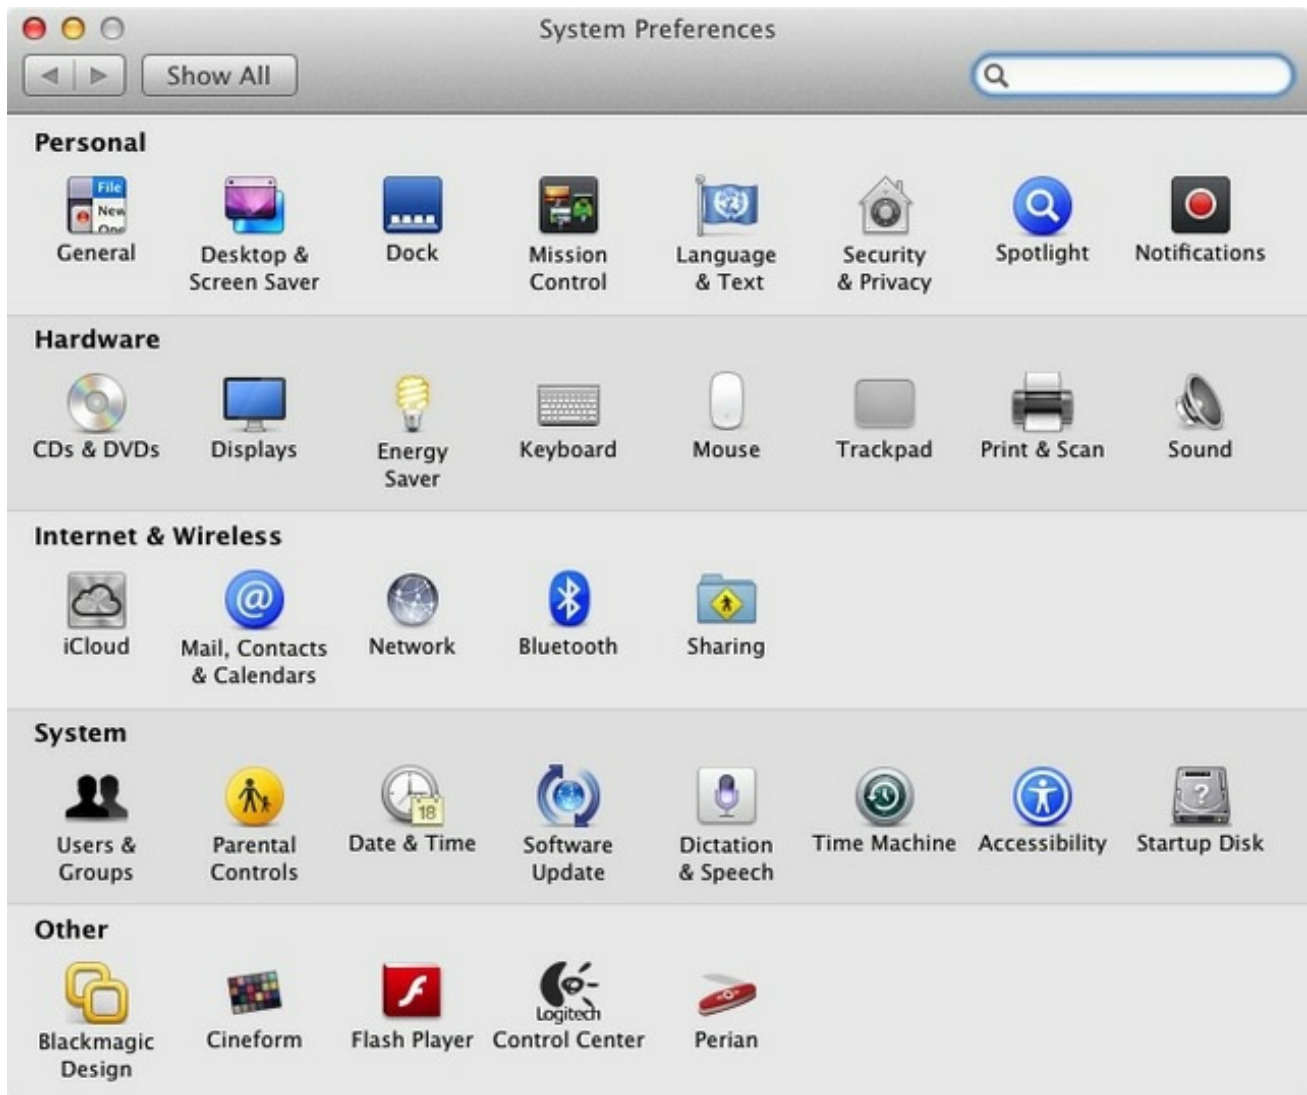 System Preferences
Show All
Personal
File
New
One
General
Desktop &
Screen Saver
Dock
Mission
Control
Language
& Text
Security
& Privacy
Spotlight
Notifications
Hardware
CDs & DVDs
Displays
Energy
Saver
Keyboard
Mouse
Trackpad
Print & Scan
Sound
Internet & Wireless
iCloud
@
Mail, Contacts
& Calendars
Network
Bluetooth
Sharing
System
Users &
Groups
Parental
Controls
18
Date & Time
Software
Update
Dictation
& Speech
Time Machine
Accessibility
?
Startup Disk
Other
Blackmagic
Design
Cineform
Flash Player
Logitech
Control Center
Perian